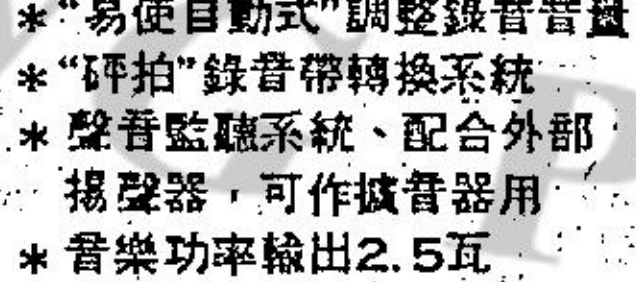 *“易使自動式”調整錄音音量
*“砰拍”錄音帶轉換系統
*聲音監聽系統、配合外部
揚聲器，可作擴音器用
*音樂功率輸出2.5瓦